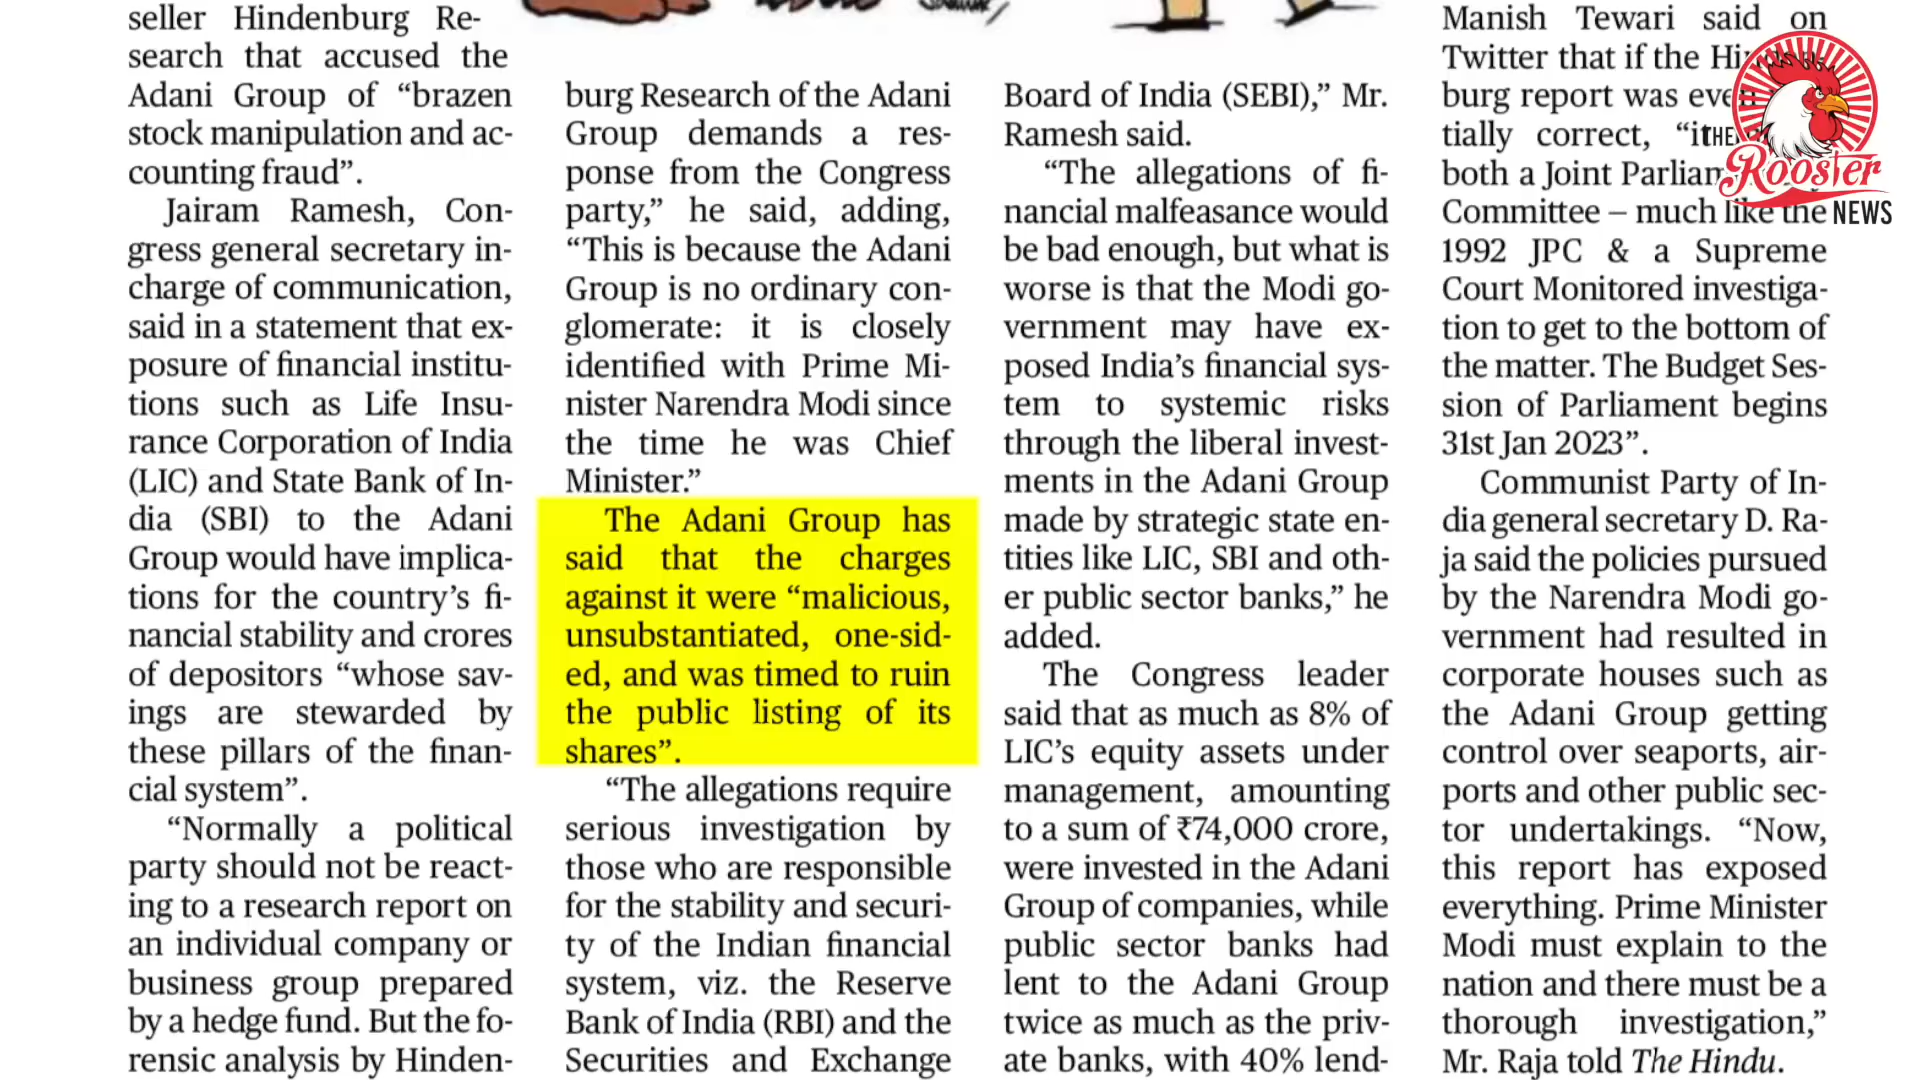 seller Hindenburg Re-
search that accused the
Adani Group of “brazen
stock manipulation and ac-
counting fraud”.
Jairam Ramesh, Con-
gress general secretary in-
charge of communication,
said in a statement that ex-
posure of financial institu-
tions such as Life Insu-
rance Corporation of India
(LIC) and State Bank of In-
dia (SBI) to the Adani
Group would have implica-
tions for the country’s fi-
nancial stability and crores
of depositors “whose sav-
ings are stewarded by
these pillars of the finan-
cial system”.
“Normally a political
party should not be react-
ing to a research report on
an individual company or
business group prepared
by a hedge fund. But the fo-
rensic analysis by Hinden-
burg Research of the Adani
Group demands a res-
ponse from the Congress
party,” he said, adding,
“This is because the Adani
Group is no ordinary con-
glomerate: it is closely
identified with Prime Mi-
nister Narendra Modi since
the time he was Chief
Minister.”
The Adani Group has
said that the charges
against it were “malicious,
unsubstantiated, one-sid-
ed, and was timed to ruin
the public listing of its
shares”.
“The allegations require
serious investigation by
those who are responsible
for the stability and securi-
ty of the Indian financial
system, viz. the Reserve
Bank of India (RBI) and the
Securities and Exchange
Board of India (SEBI),” Mr.
Ramesh said.
“The allegations of fi-
nancial malfeasance would
be bad enough, but what is
worse is that the Modi go-
vernment may have ex-
posed India’s financial sys-
tem to systemic risks
through the liberal invest-
ments in the Adani Group
made by strategic state en-
tities like LIC, SBI and oth-
er public sector banks,” he
added.
The Congress leader
said that as much as 8% of
LIC’s equity assets under
management, amounting
to a sum of ₹74,000 crore,
were invested in the Adani
Group of companies, while
public sector banks had
lent to the Adani Group
twice as much as the priv-
ate banks, with 40% lend-
Manish Tewari said on
Twitter that if the
burg report was
tially correct,
both a Joint
Committee – much like the
1992 JPC & a Supreme
Court Monitored investiga-
tion to get to the bottom of
the matter. The Budget Ses-
sion of Parliament begins
31st Jan 2023”.
Communist Party of In-
dia general secretary D. Ra-
ja said the policies pursued
by the Narendra Modi go-
vernment had resulted in
corporate houses such as
the Adani Group getting
control over seaports, air-
ports and other public sec-
tor undertakings. “Now,
this report has exposed
everything. Prime Minister
Modi must explain to the
nation and there must be a
thorough investigation,”
Mr. Raja told The Hindu.
THE
Rooster
NEWS